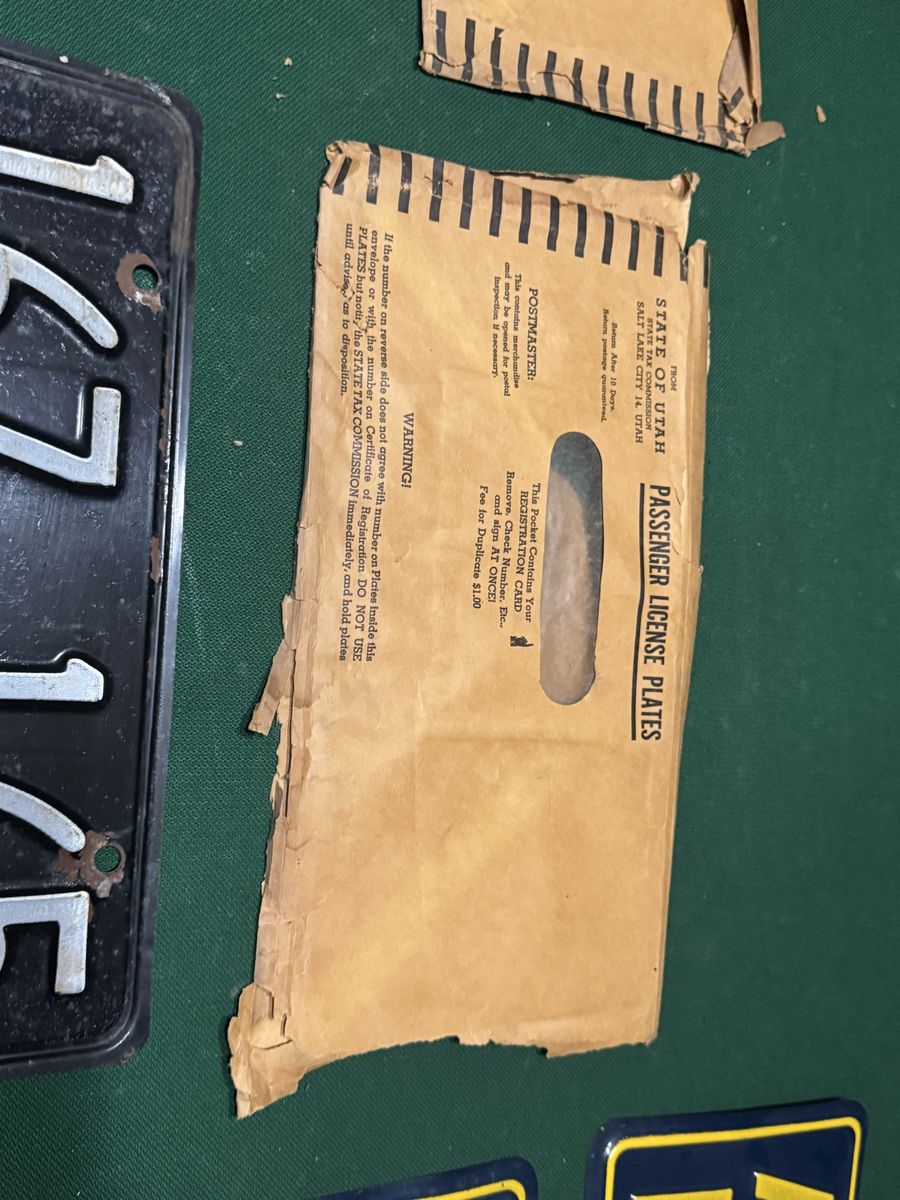 FROM
STATE OF UTAH
STATE TAX COMMISSION
SALT LAKE CITY 14, UTAH
Return After 10 Days.
Return postage guaranteed.
PASSENGER LICENSE PLATES
POSTMASTER:
This contains merchandise
and may be opened for postal
inspection if necessary.
This Pocket Contains Your
REGISTRATION CARD
Remove, Check Number, Etc.,
and sign AT ONCE!
Fee for Duplicate $1.00
WARNING!
If the number on reverse side does not agree with number on Plates inside this
envelope or with the number on Certificate of Registration DO NOT USE
PLATES but notify the STATE TAX COMMISSION immediately, and hold plates
until advised as to disposition.